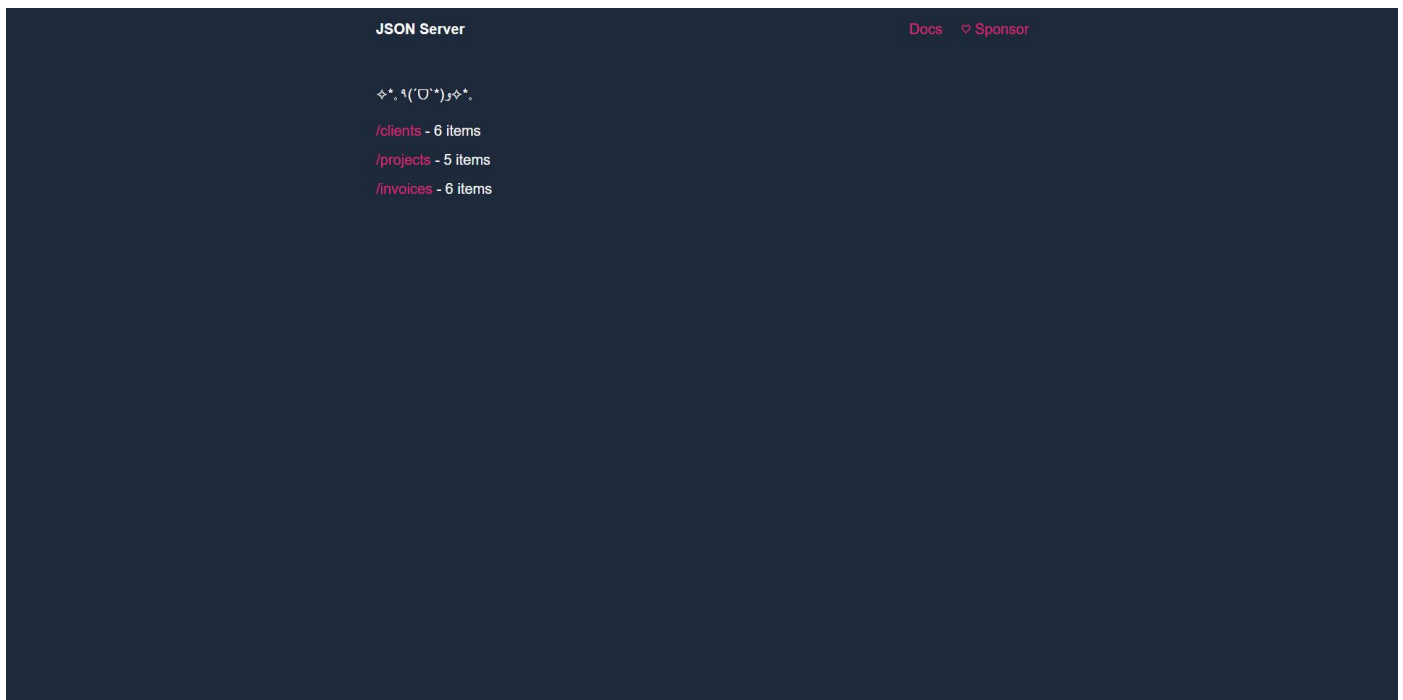 JSON Server
Docs ♡ Sponsor
✧*｡٩(ˊᗜˋ*)و✧*｡
/clients - 6 items
/projects - 5 items
/invoices - 6 items